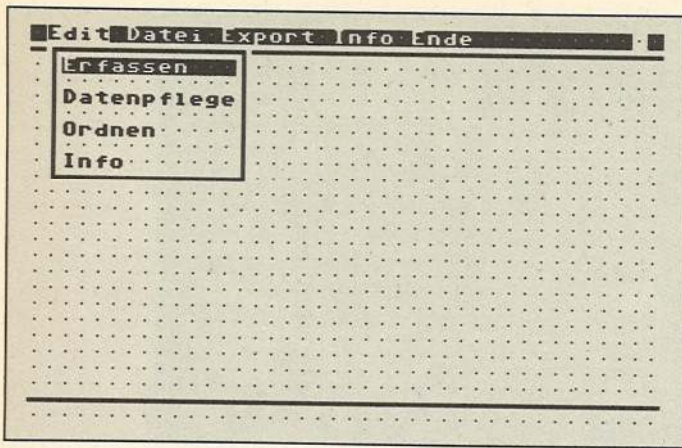 Edit Datei Export Info Ende
Erfassen
Datenpflege
Ordnen
Info